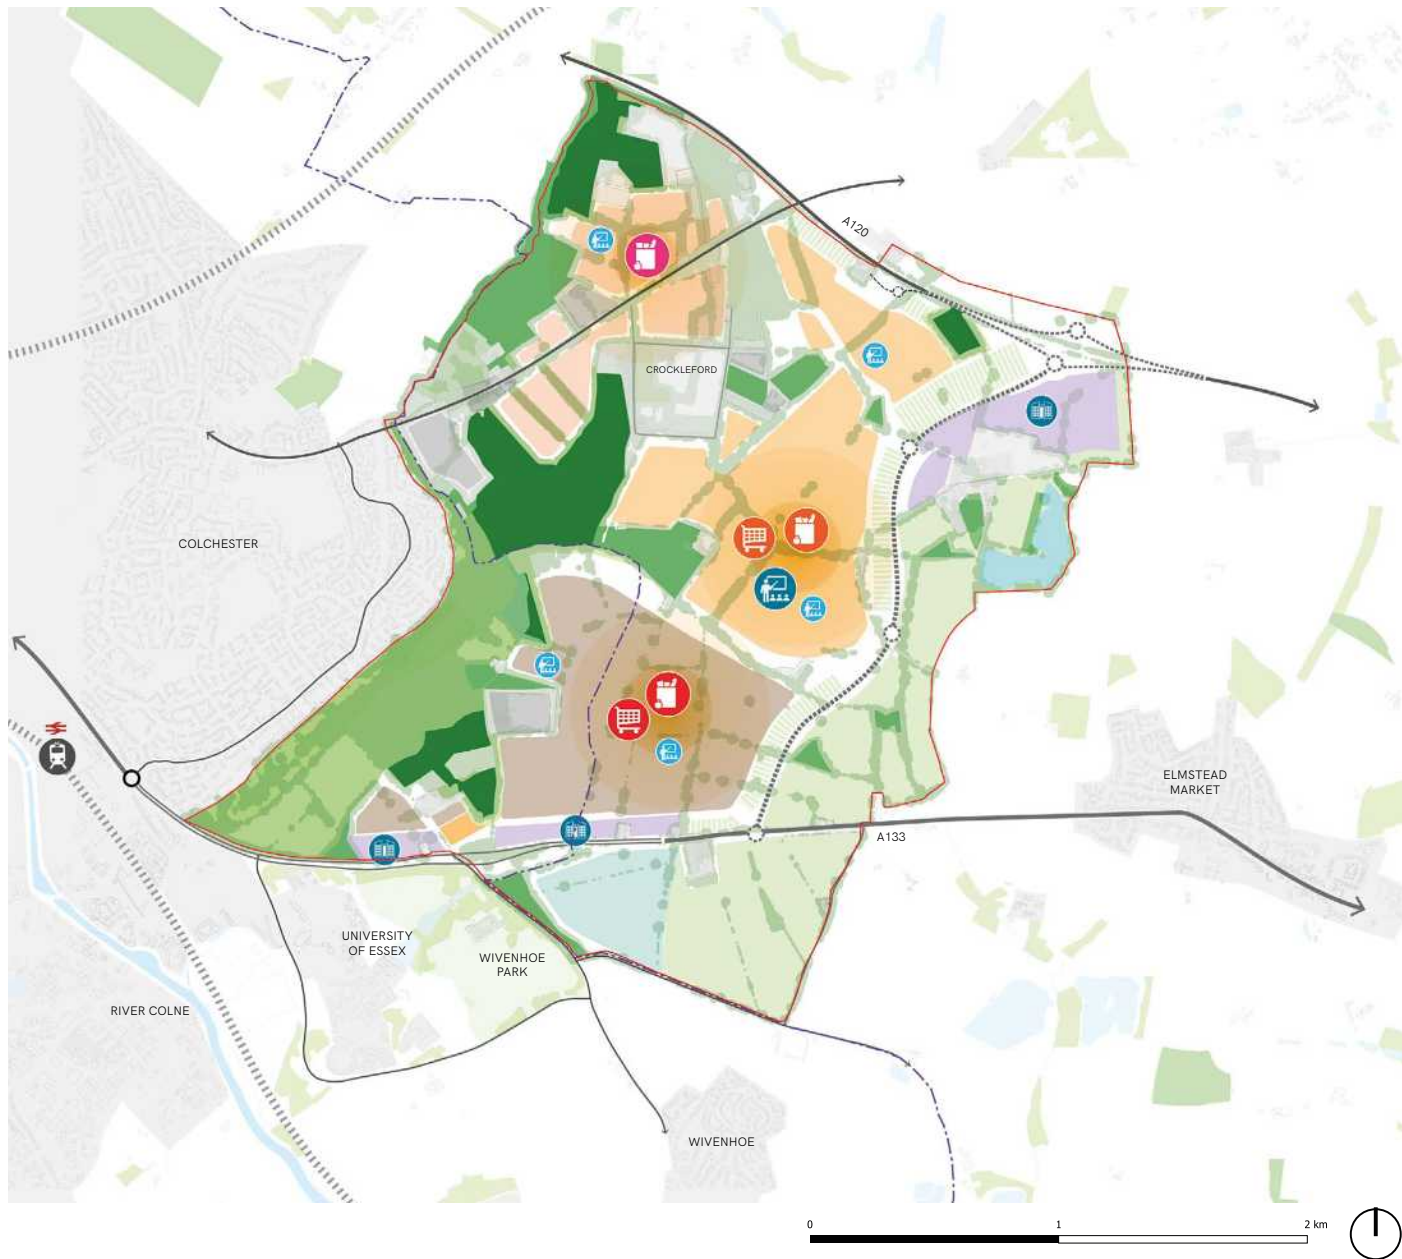 A120
CROCKLEFORD
COLCHESTER
ELMSTEAD
MARKET
A133
UNIVERSITY
OF ESSEX
WIVENHOE
PARK
RIVER COLNE
WIVENHOE
0
1
2 km